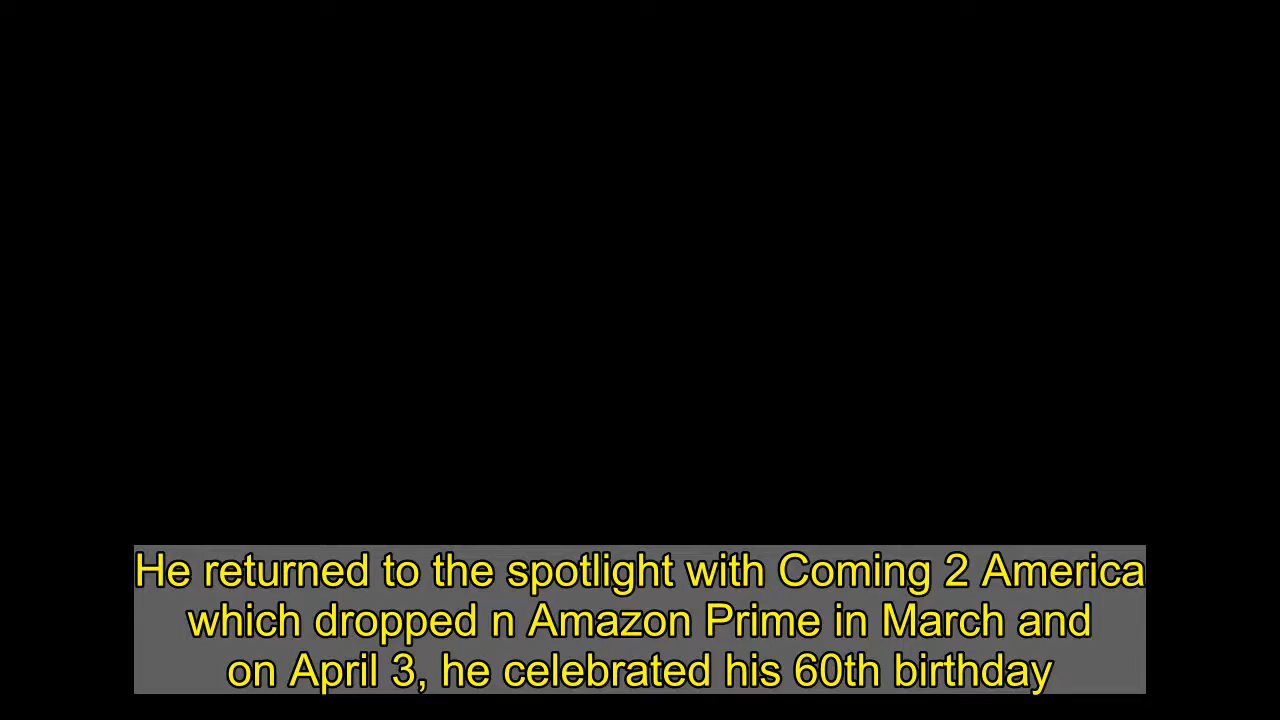 He returned to the spotlight with Coming 2 America
which dropped n Amazon Prime in March and
on April 3, he celebrated his 60th birthday